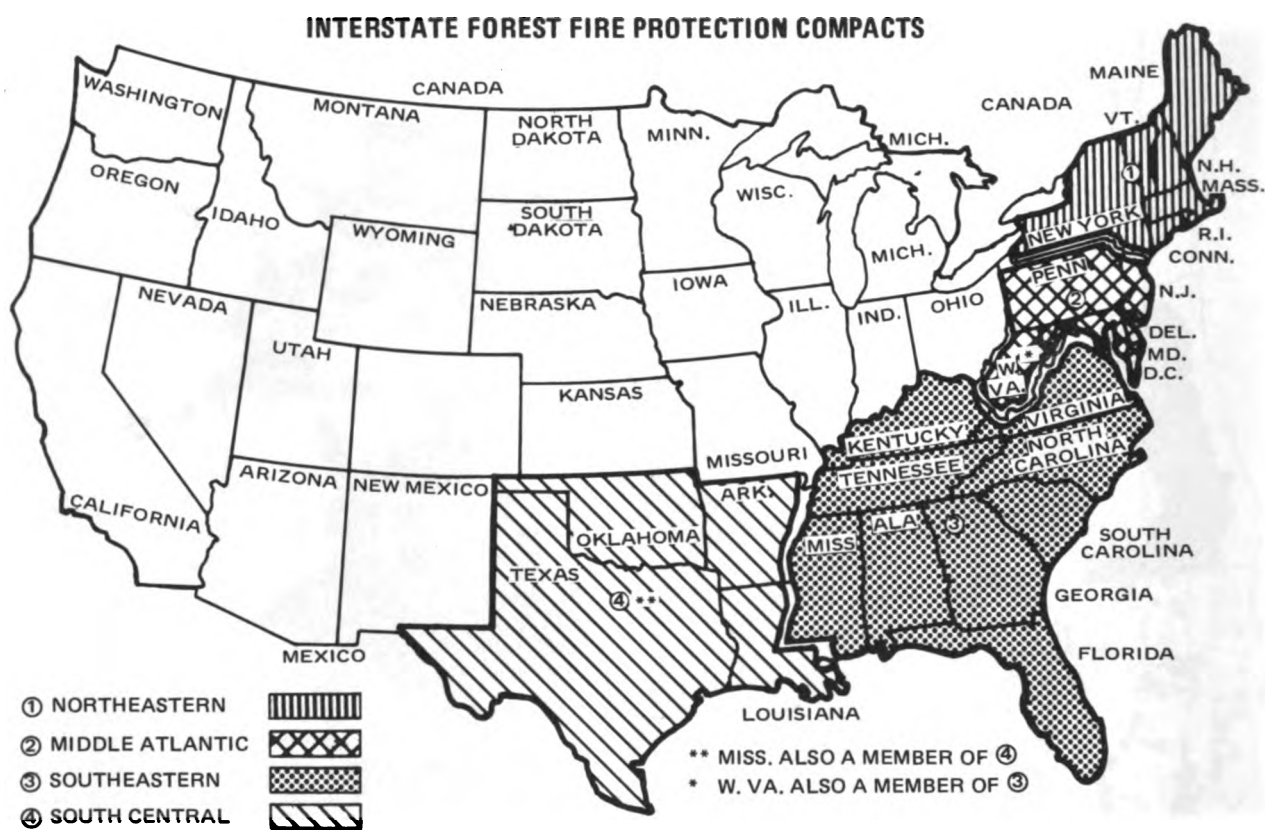 INTERSTATE FOREST FIRE PROTECTION COMPACTS
CANADA
WASHINGTON
MONTANA
NORTH
DAKOTA
MINN.
CANADA
MAINE
VT.
MICH.
OREGON
IDAHO
WYOMING
SOUTH
DAKOTA
WISC.
MICH.
①
N.H.
MASS.
NEW YORK
R.I.
CONN.
NEVADA
UTAH
NEBRASKA
IOWA
ILL.
IND.
OHIO
PENN
②
N.J.
DEL.
MD.
D.C.
W. *
VA.
KANSAS
MISSOURI
KENTUCKY
VIRGINIA
TENNESSEE
NORTH
CAROLINA
CALIFORNIA
ARIZONA
NEW MEXICO
ARK.
OKLAHOMA
TEXAS
④ **
MISS
ALA
③
SOUTH
CAROLINA
GEORGIA
FLORIDA
MEXICO
LOUISIANA
① NORTHEASTERN
② MIDDLE ATLANTIC
③ SOUTHEASTERN
④ SOUTH CENTRAL
** MISS. ALSO A MEMBER OF ④
* W. VA. ALSO A MEMBER OF ③